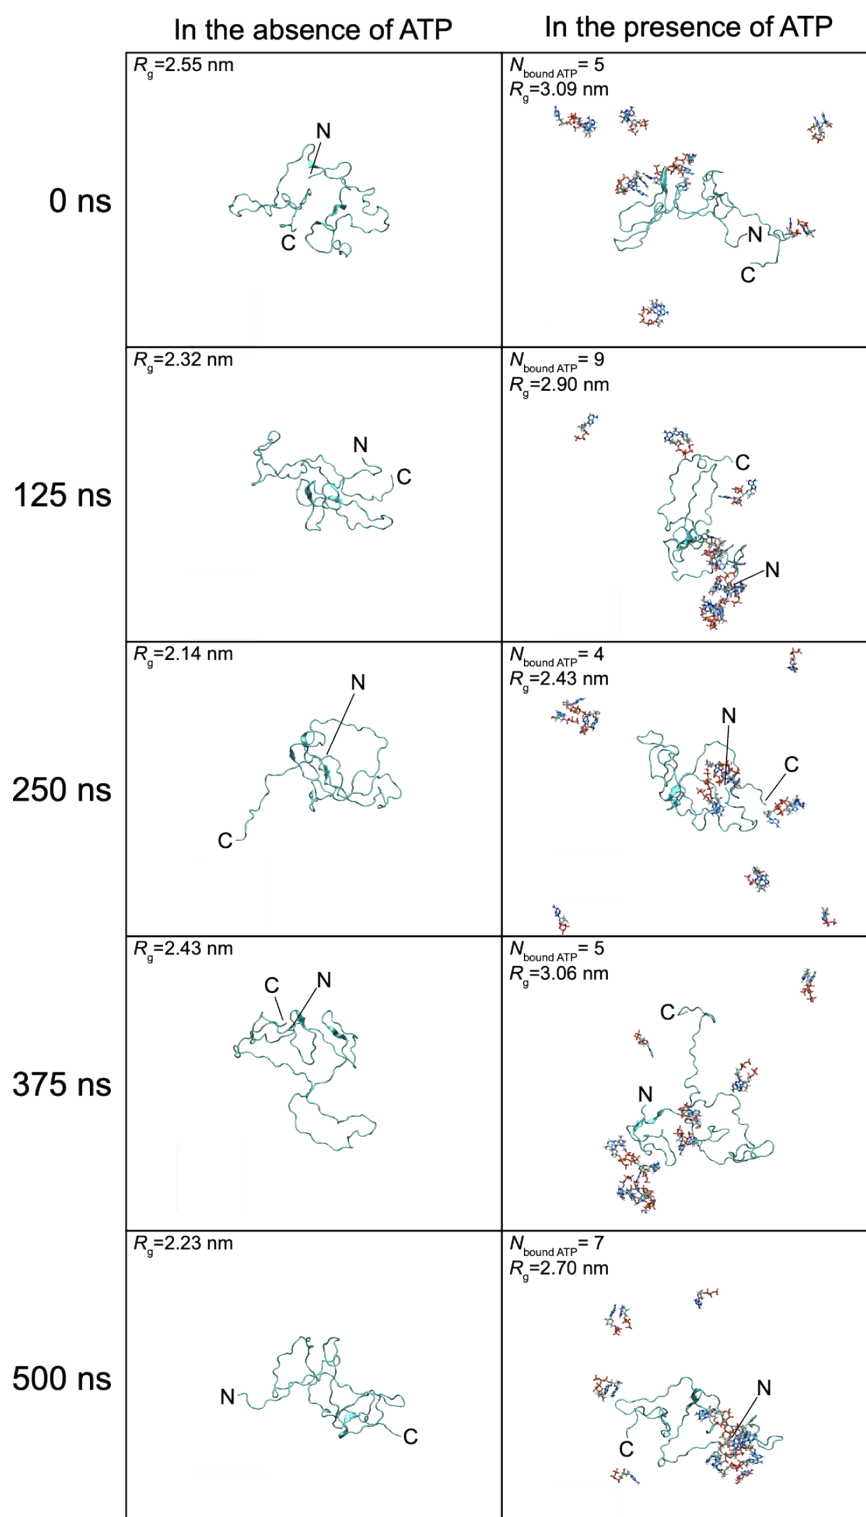 In the absence of ATP
In the presence of ATP
0 ns
Rg=2.55 nm
N
C
Nbound ATP= 5
Rg=3.09 nm
N
C
125 ns
Rg=2.32 nm
N
C
Nbound ATP= 9
Rg=2.90 nm
C
N
250 ns
Rg=2.14 nm
N
C
Nbound ATP= 4
Rg=2.43 nm
N
C
375 ns
Rg=2.43 nm
C
N
Nbound ATP= 5
Rg=3.06 nm
C
N
500 ns
Rg=2.23 nm
N
C
Nbound ATP= 7
Rg=2.70 nm
N
C